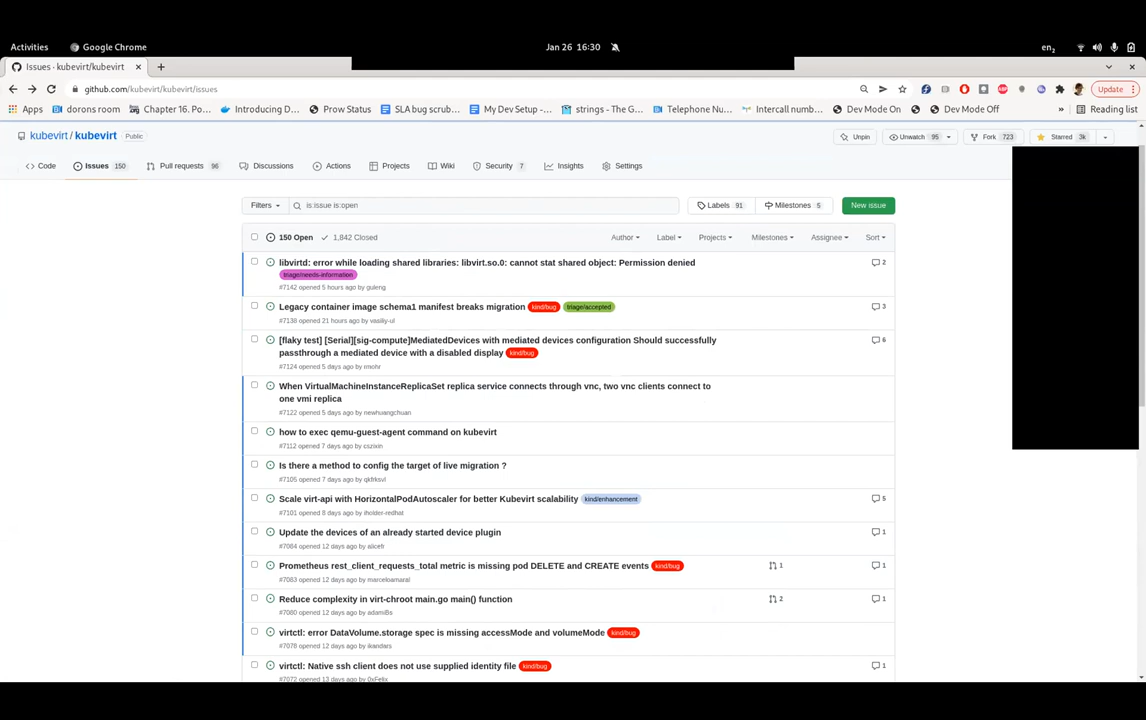 Activities
Google Chrome
Jan 26 16:30
en₂
Issues · kubevirt/kubevirt
github.com/kubevirt/kubevirt/issues
Update
Apps
dorons room
Chapter 16. Po...
Introducing D...
Prow Status
SLA bug scrub...
My Dev Setup -...
strings - The G...
Telephone Nu...
Intercall numb...
Dev Mode On
Dev Mode Off
»
Reading list
kubevirt / kubevirt
Public
Unpin
Unwatch 95
Fork 723
Starred 3k
Code
Issues 150
Pull requests 96
Discussions
Actions
Projects
Wiki
Security 7
Insights
Settings
Filters
is:issue is:open
Labels 91
Milestones 5
New issue
150 Open
1,842 Closed
Author
Label
Projects
Milestones
Assignee
Sort
libvirtd: error while loading shared libraries: libvirt.so.0: cannot stat shared object: Permission denied
2
triage/needs-information
#7142 opened 5 hours ago by guleng
Legacy container image schema1 manifest breaks migration kind/bug triage/accepted
3
#7138 opened 21 hours ago by vasiliy-ul
[flaky test] [Serial][sig-compute]MediatedDevices with mediated devices configuration Should successfully
6
passthrough a mediated device with a disabled display kind/bug
#7124 opened 5 days ago by rmohr
When VirtualMachineInstanceReplicaSet replica service connects through vnc, two vnc clients connect to
one vmi replica
#7122 opened 5 days ago by newhuangchuan
how to exec qemu-guest-agent command on kubevirt
#7112 opened 7 days ago by cszixin
Is there a method to config the target of live migration ?
#7105 opened 7 days ago by qkfrksvl
Scale virt-api with HorizontalPodAutoscaler for better Kubevirt scalability kind/enhancement
5
#7101 opened 8 days ago by iholder-redhat
Update the devices of an already started device plugin
1
#7084 opened 12 days ago by alicefr
Prometheus rest_client_requests_total metric is missing pod DELETE and CREATE events kind/bug
1
1
#7083 opened 12 days ago by marceloamaral
Reduce complexity in virt-chroot main.go main() function
2
1
#7080 opened 12 days ago by adamiBs
virtctl: error DataVolume.storage spec is missing accessMode and volumeMode kind/bug
#7078 opened 12 days ago by ikandars
virtctl: Native ssh client does not use supplied identity file kind/bug
1
#7072 opened 13 days ago by 0xFelix